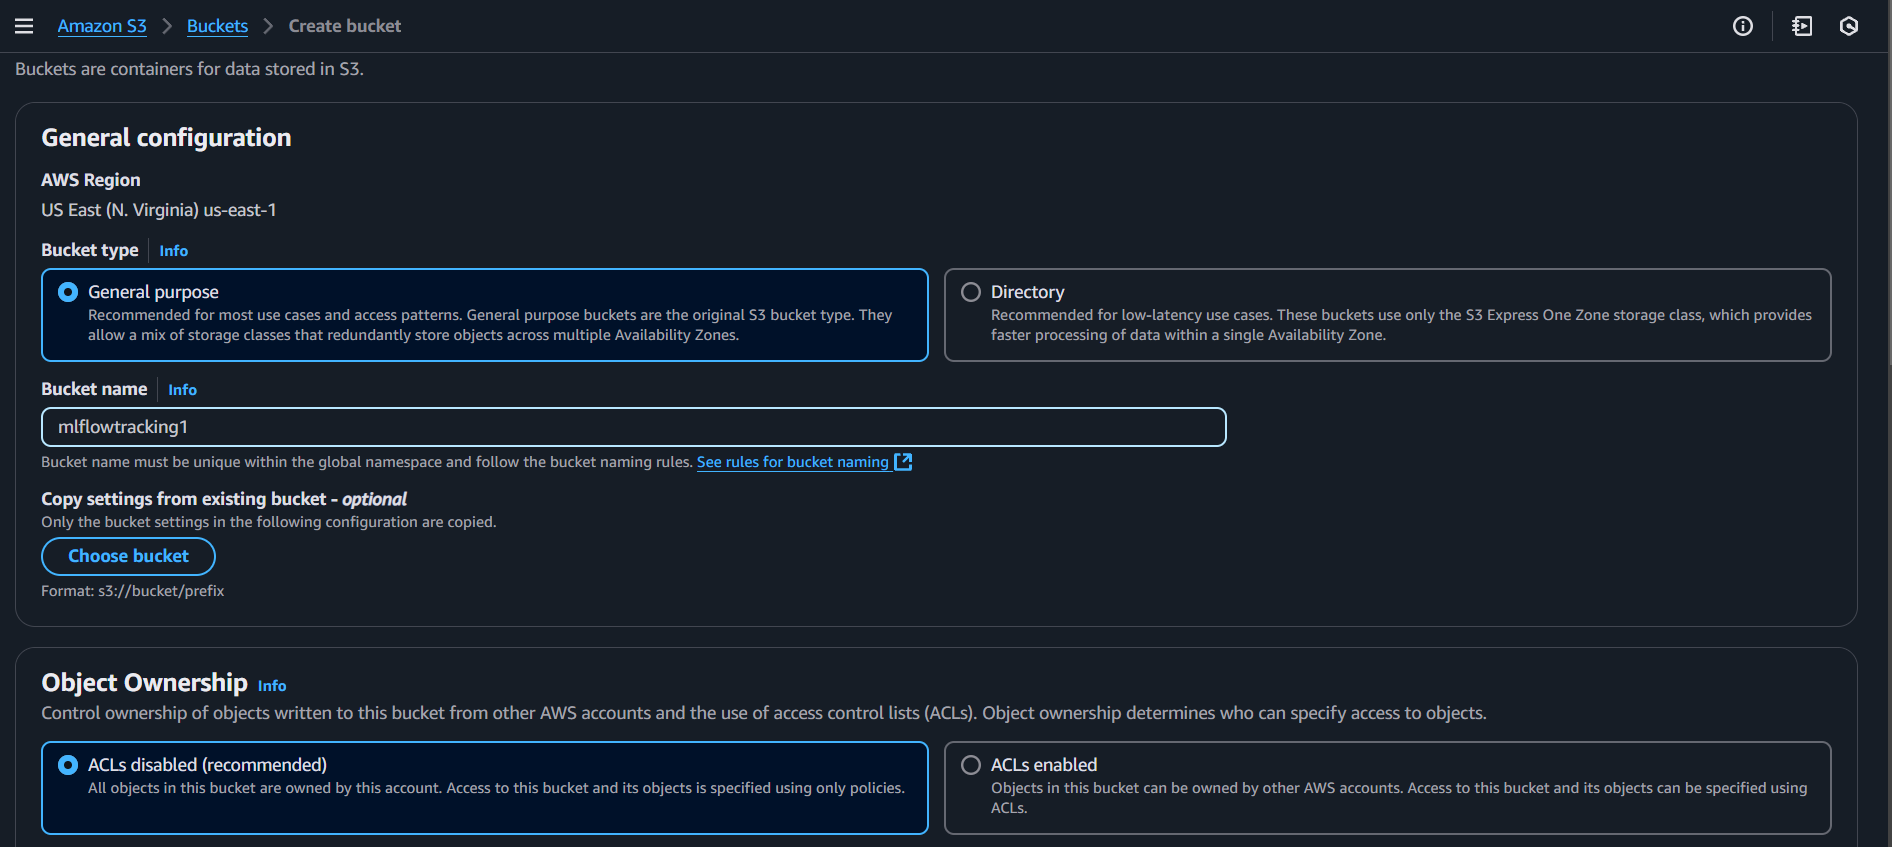 Amazon S3 > Buckets > Create bucket
Buckets are containers for data stored in S3.
General configuration
AWS Region
US East (N. Virginia) us-east-1
Bucket type Info
General purpose
Recommended for most use cases and access patterns. General purpose buckets are the original S3 bucket type. They
allow a mix of storage classes that redundantly store objects across multiple Availability Zones.
Directory
Recommended for low-latency use cases. These buckets use only the S3 Express One Zone storage class, which provides
faster processing of data within a single Availability Zone.
Bucket name Info
mlflowtracking1
Bucket name must be unique within the global namespace and follow the bucket naming rules. See rules for bucket naming
Copy settings from existing bucket - optional
Only the bucket settings in the following configuration are copied.
Choose bucket
Format: s3://bucket/prefix
Object Ownership Info
Control ownership of objects written to this bucket from other AWS accounts and the use of access control lists (ACLs). Object ownership determines who can specify access to objects.
ACLs disabled (recommended)
All objects in this bucket are owned by this account. Access to this bucket and its objects is specified using only policies.
ACLs enabled
Objects in this bucket can be owned by other AWS accounts. Access to this bucket and its objects can be specified using
ACLs.